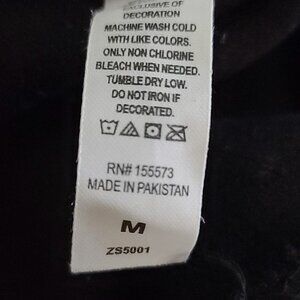 EXCLUSIVE OF
DECORATION
MACHINE WASH COLD
WITH LIKE COLORS.
ONLY NON CHLORINE
BLEACH WHEN NEEDED.
TUMBLE DRY LOW.
DO NOT IRON IF
DECORATED.
RN# 155573
MADE IN PAKISTAN
M
ZS5001